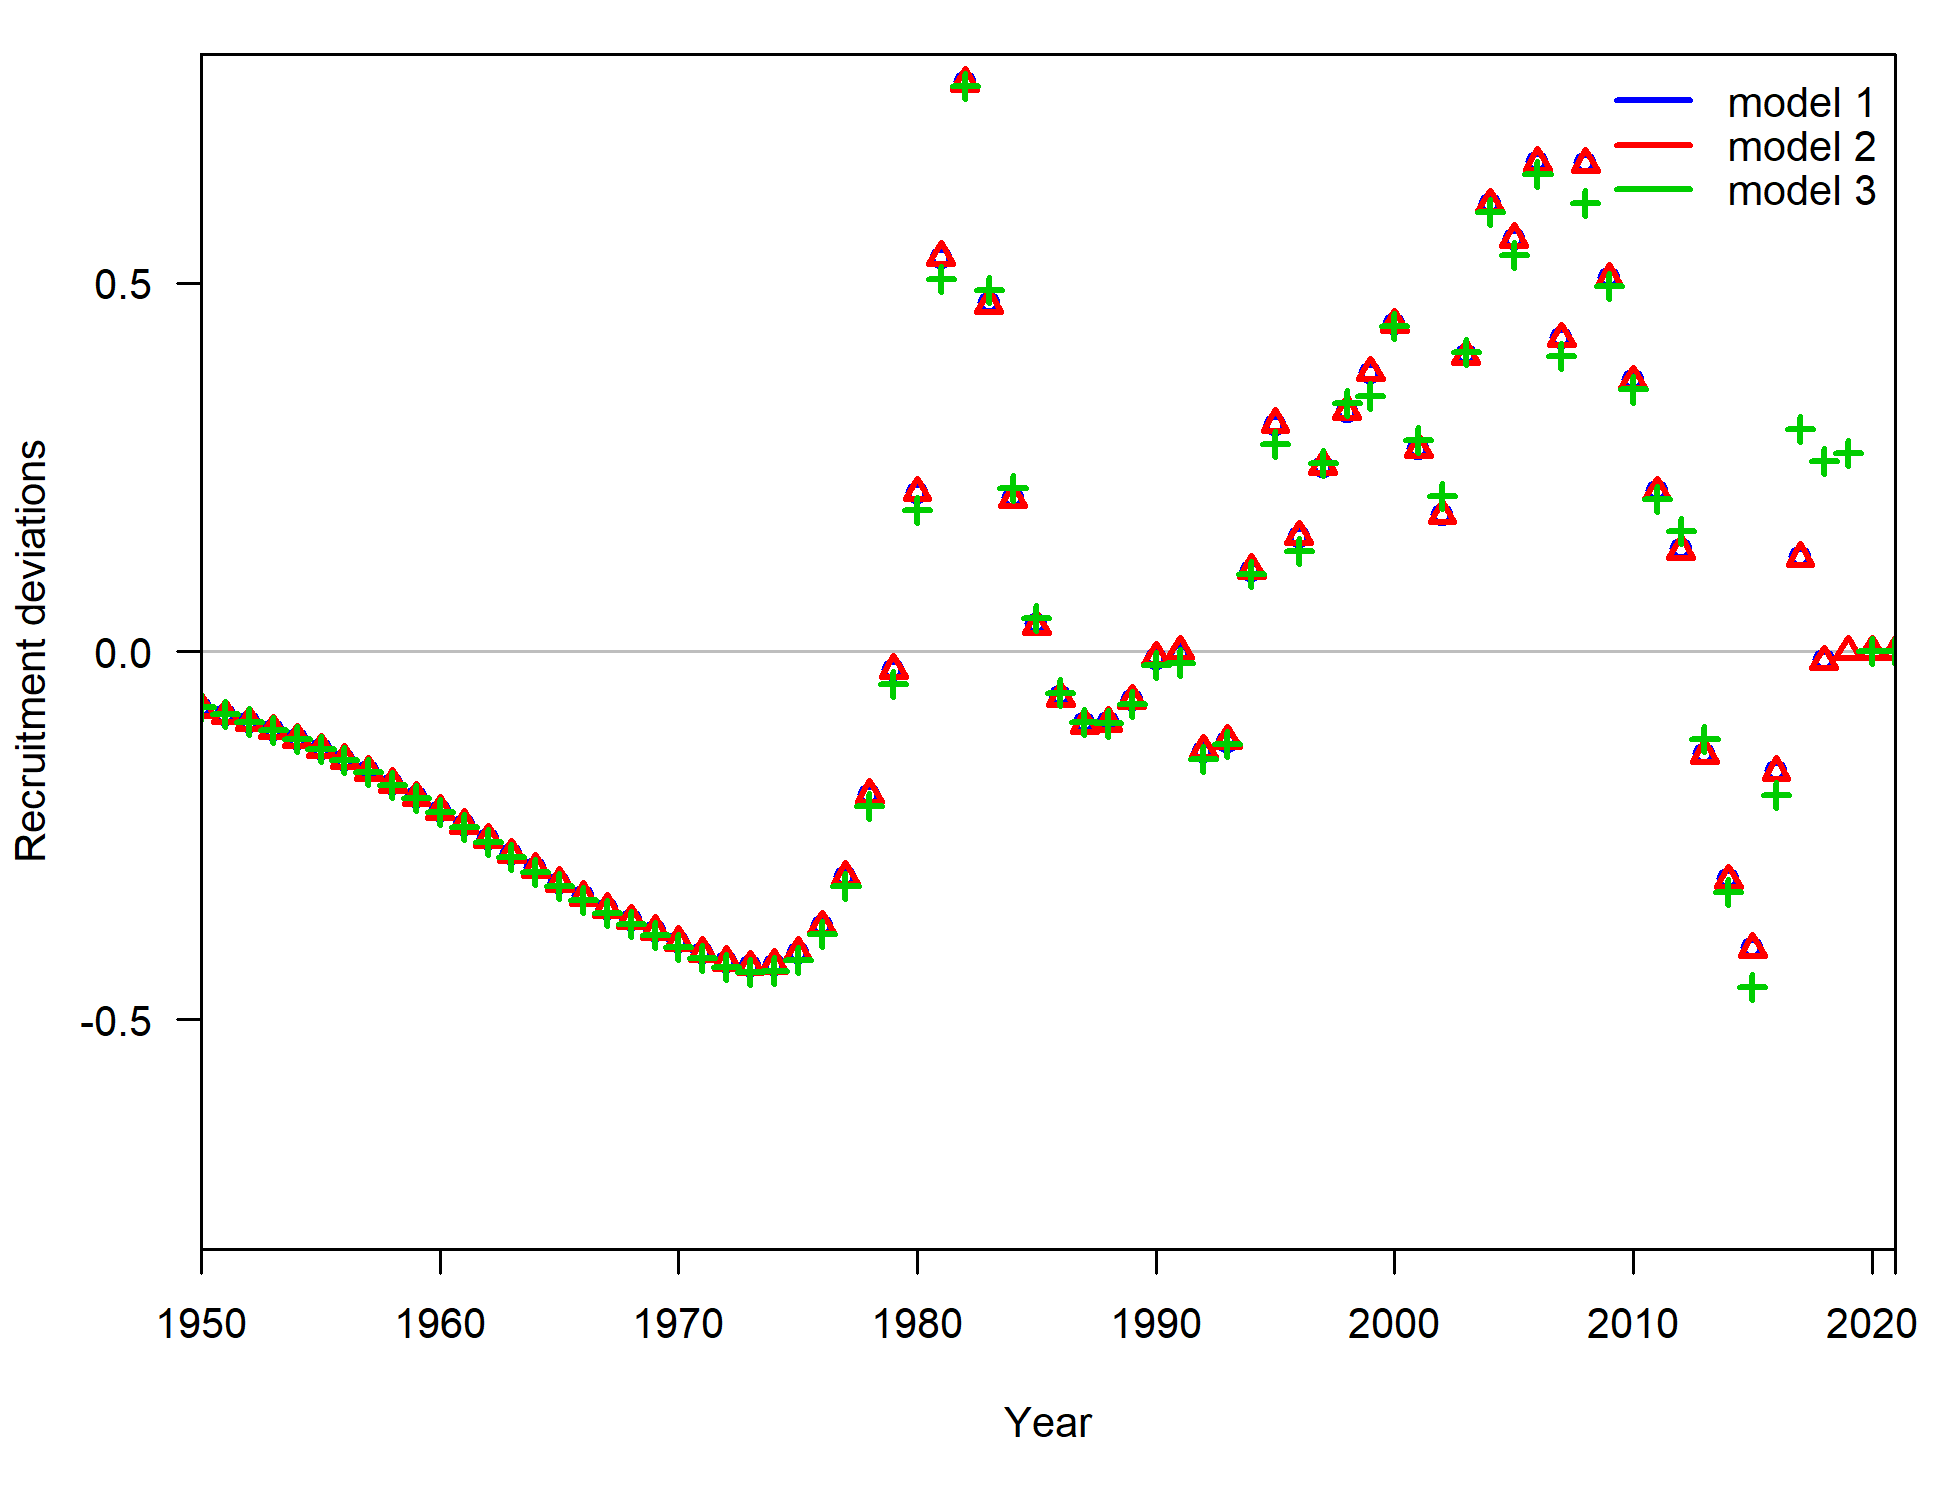 model 1
model 2
model 3
0.5
0.0
-0.5
Recruitment deviations
1950 1960 1970 1980 1990 2000 2010 2020
Year